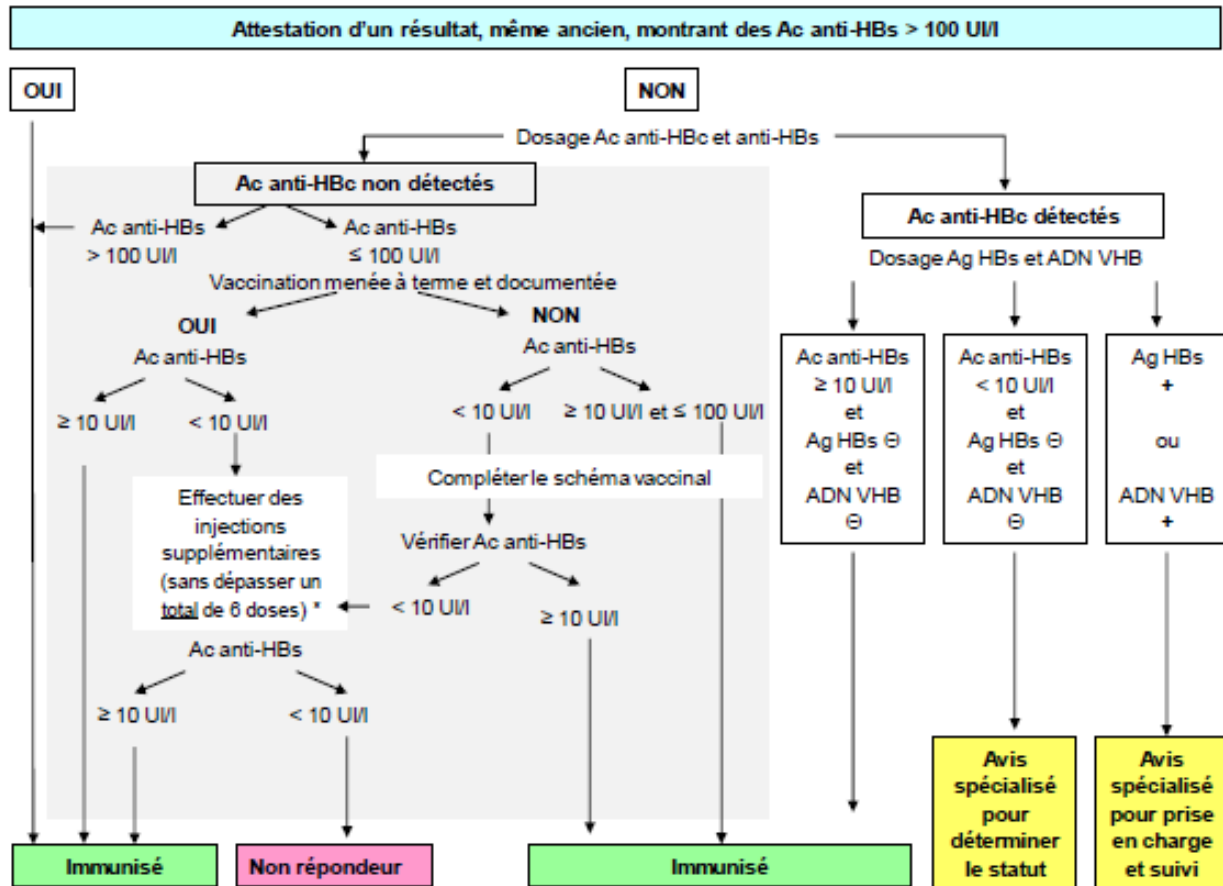 Attestation d'un résultat, même ancien, montrant des Ac anti-HBs > 100 UI/l
OUI
NON
Dosage Ac anti-HBc et anti-HBs
Ac anti-HBc non détectés
Ac anti-HBs
> 100 UI/l
Ac anti-HBs
≤ 100 UI/l
Vaccination menée à terme et documentée
OUI
Ac anti-HBs
≥ 10 UI/l
< 10 UI/l
Effectuer des
injections
supplémentaires
(sans dépasser un
total de 6 doses) *
Ac anti-HBs
≥ 10 UI/l
< 10 UI/l
NON
Ac anti-HBs
< 10 UI/l
≥ 10 UI/l et ≤ 100 UI/l
Compléter le schéma vaccinal
Vérifier Ac anti-HBs
< 10 UI/l
≥ 10 UI/l
Ac anti-HBc détectés
Dosage Ag HBs et ADN VHB
Ac anti-HBs
≥ 10 UI/l
et
Ag HBs ⊖
et
ADN VHB
⊖
Ac anti-HBs
< 10 UI/l
et
Ag HBs ⊖
et
ADN VHB
⊖
Ag HBs
+
ou
ADN VHB
+
Immunisé
Non répondeur
Immunisé
Avis
spécialisé
pour
déterminer
le statut
Avis
spécialisé
pour prise
en charge
et suivi